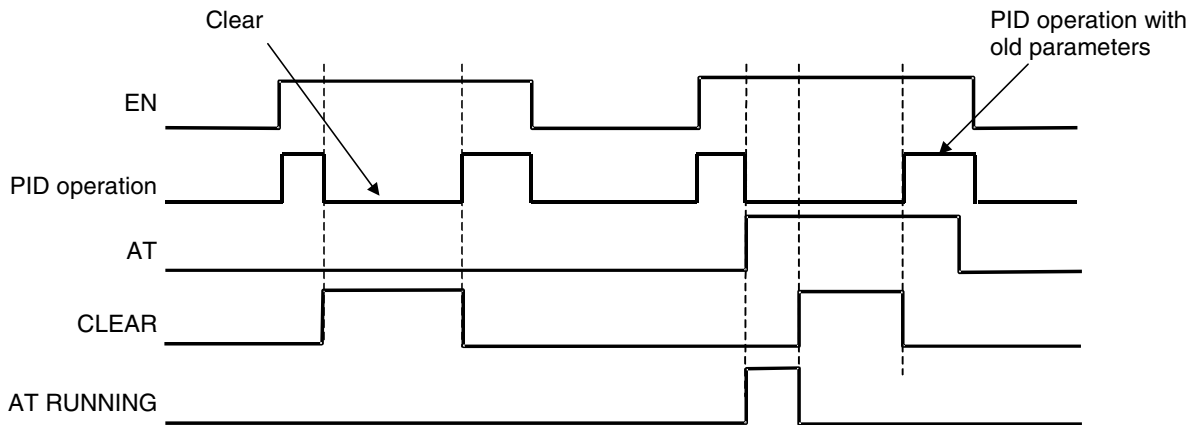 Clear
PID operation with
old parameters
EN
PID operation
AT
CLEAR
AT RUNNING